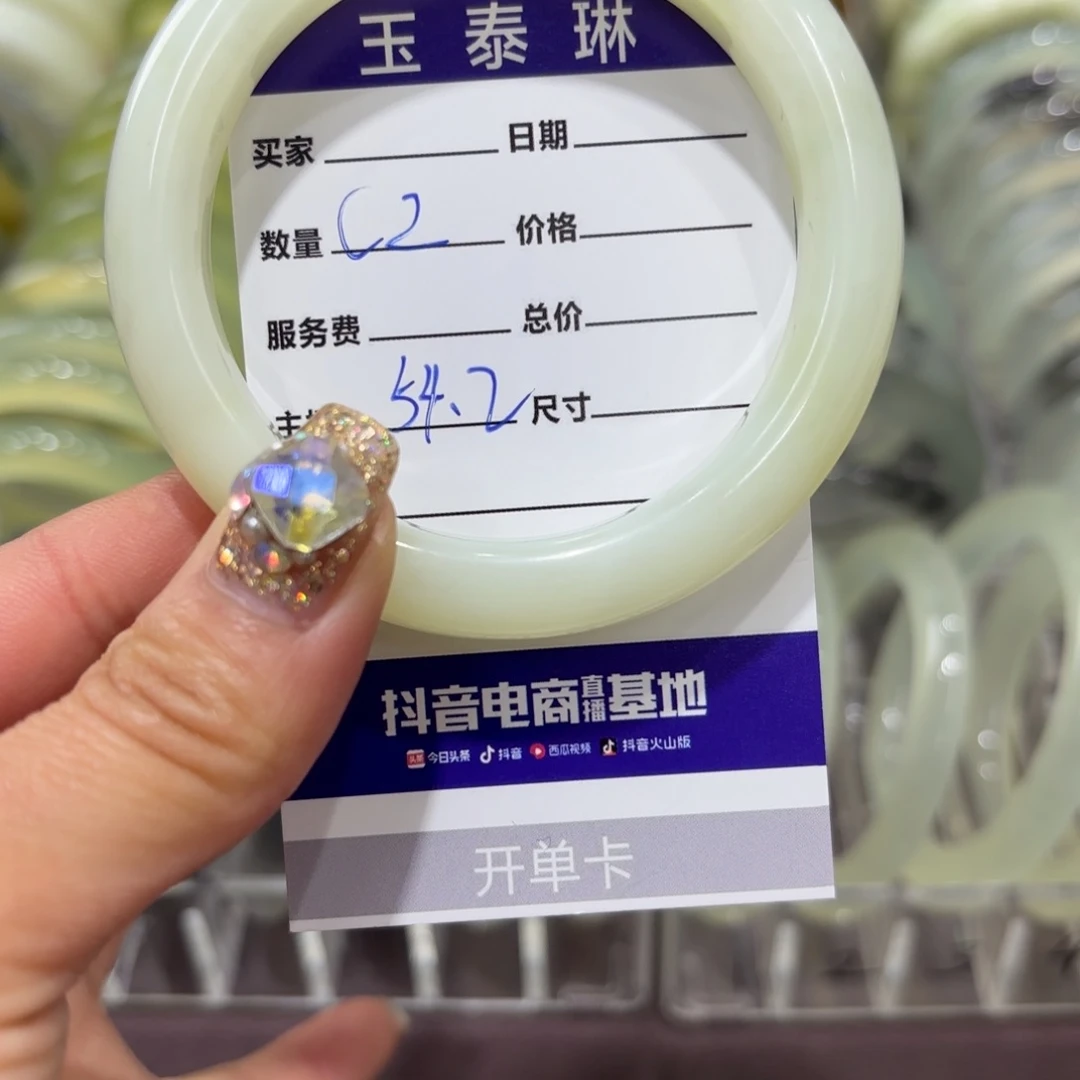 玉泰琳
买家 日期
数量 C2 价格
服务费 总价
54.2 尺寸
抖音电商直播基地
今日头条 抖音 西瓜视频 抖音火山版
开单卡